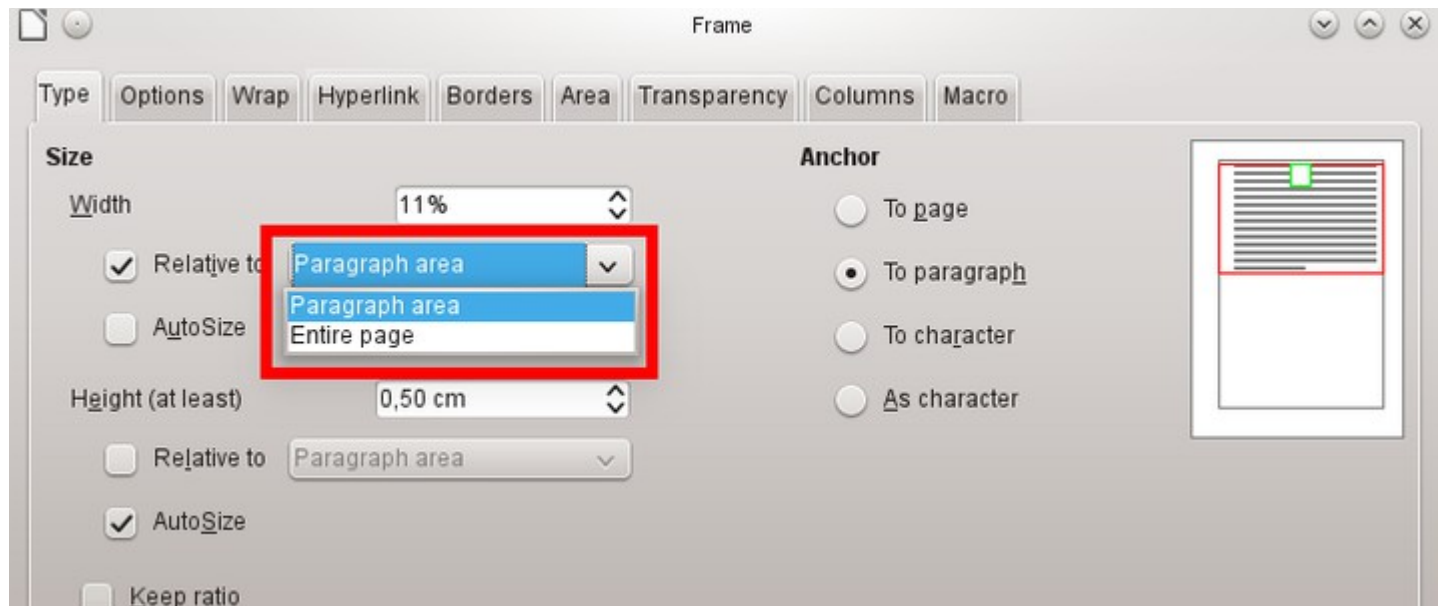 Frame
Type Options Wrap Hyperlink Borders Area Transparency Columns Macro
Size
Width 11%
Relative to Paragraph area
Paragraph area
Entire page
AutoSize
Height (at least) 0,50 cm
Relative to Paragraph area
AutoSize
Keep ratio
Anchor
To page
To paragraph
To character
As character